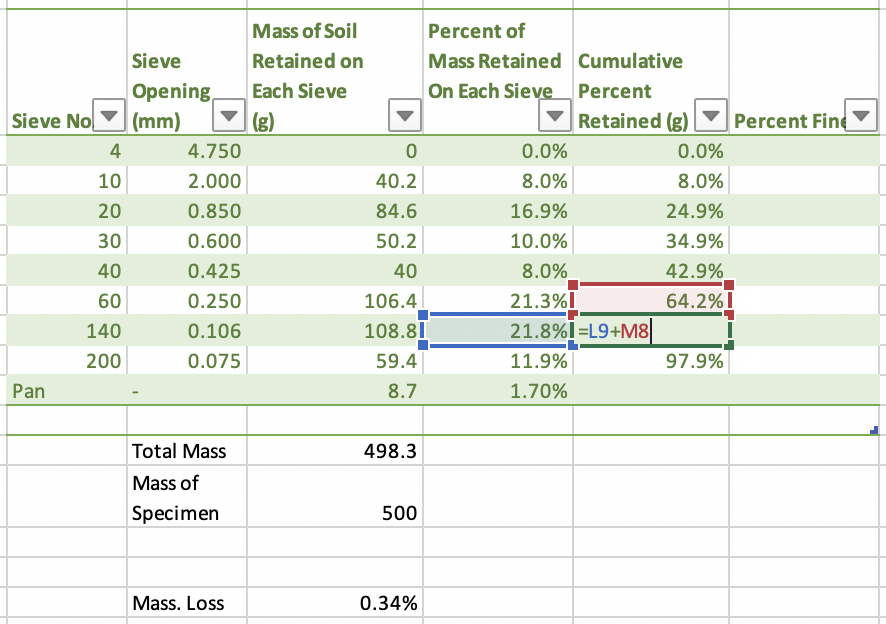 Sieve No
Sieve
Opening
(mm)
Mass of Soil
Retained on
Each Sieve
(g)
Percent of
Mass Retained
On Each Sieve
Cumulative
Percent
Retained (g)
Percent Fine
4 4.750 0 0.0% 0.0%
10 2.000 40.2 8.0% 8.0%
20 0.850 84.6 16.9% 24.9%
30 0.600 50.2 10.0% 34.9%
40 0.425 40 8.0% 42.9%
60 0.250 106.4 21.3% 64.2%
140 0.106 108.8 21.8% =L9+M8
200 0.075 59.4 11.9% 97.9%
Pan - 8.7 1.70%
Total Mass 498.3
Mass of
Specimen 500
Mass. Loss 0.34%